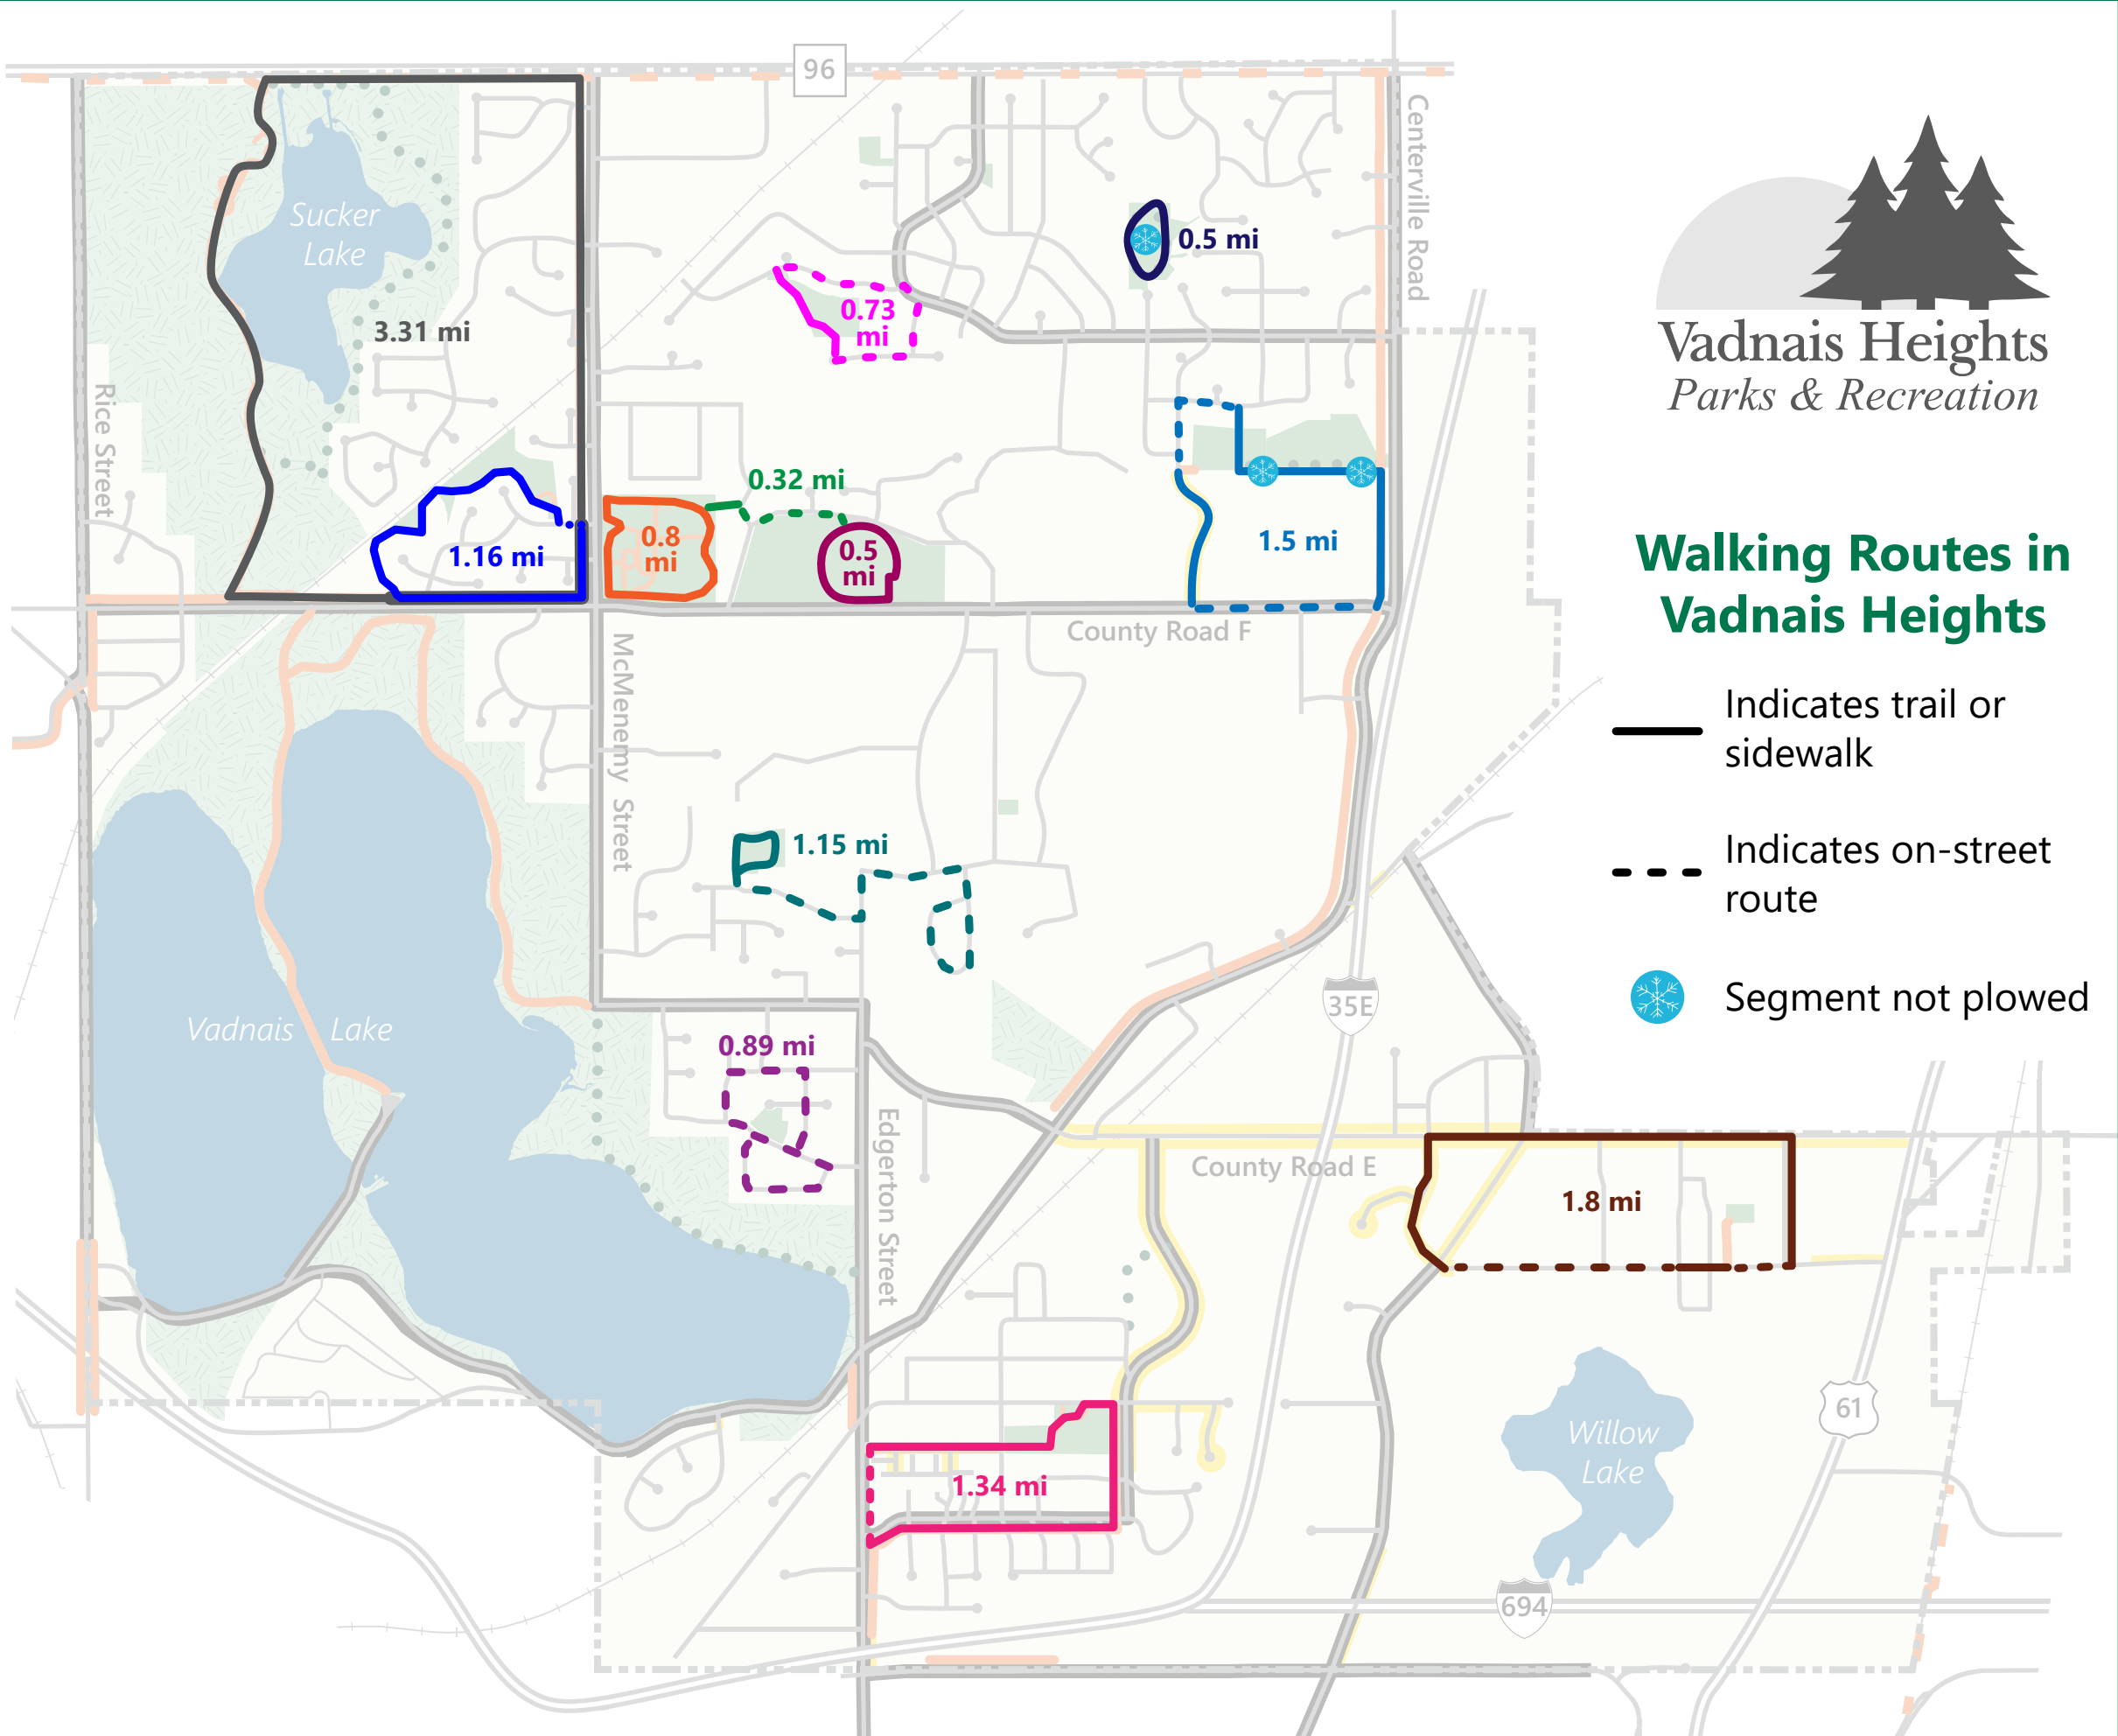 96
Centerville Road
Sucker
Lake
0.5 mi
3.31 mi
0.73
mi
Rice Street
Vadnais Heights
Parks & Recreation
0.32 mi
1.16 mi
0.8
mi
0.5
mi
1.5 mi
Walking Routes in
Vadnais Heights
County Road F
McMenemy Street
Indicates trail or
sidewalk
1.15 mi
Indicates on-street
route
Segment not plowed
35E
Vadnais Lake
0.89 mi
Edgerton Street
County Road E
1.8 mi
61
Willow
Lake
1.34 mi
694